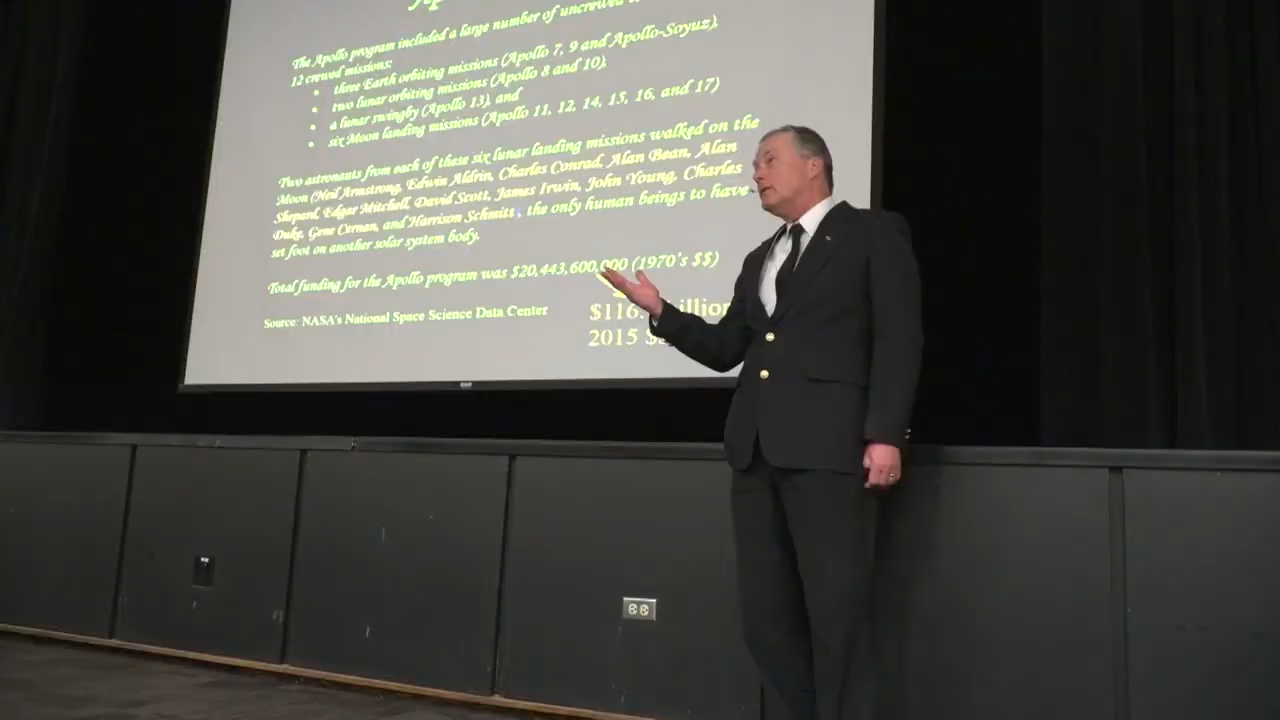 Ap
The Apollo program included a large number of uncrewed
12 crewed missions:
• three Earth orbiting missions (Apollo 7, 9 and Apollo-Soyuz),
• two lunar orbiting missions (Apollo 8 and 10),
• a lunar swingby (Apollo 13), and
• six Moon landing missions (Apollo 11, 12, 14, 15, 16, and 17)
Two astronauts from each of these six lunar landing missions walked on the
Moon (Neil Armstrong, Edwin Aldrin, Charles Conrad, Alan Bean, Alan
Shepard, Edgar Mitchell, David Scott, James Irwin, John Young, Charles
Duke, Gene Cernan, and Harrison Schmitt), the only human beings to have
set foot on another solar system body.
Total funding for the Apollo program was $20,443,600,000 (1970's $$)
Source: NASA's National Space Science Data Center
$116. illion
2015 $